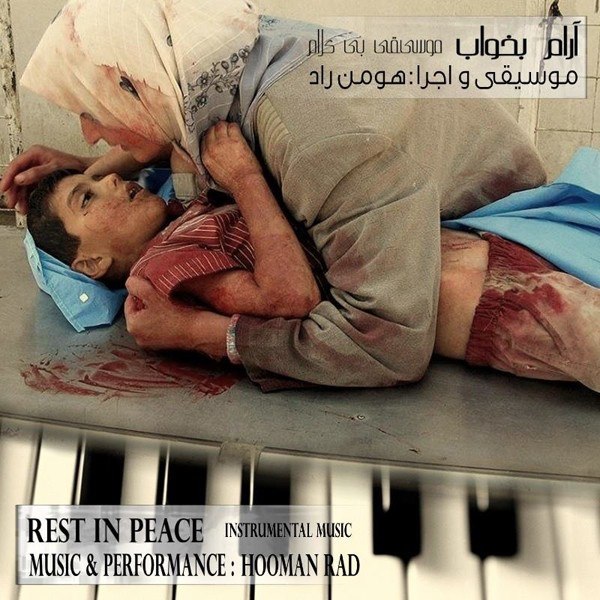 آرام بخواب موسیقی بی کلام
موسیقی و اجرا: هومن راد
REST IN PEACE INSTRUMENTAL MUSIC
MUSIC & PERFORMANCE : HOOMAN RAD